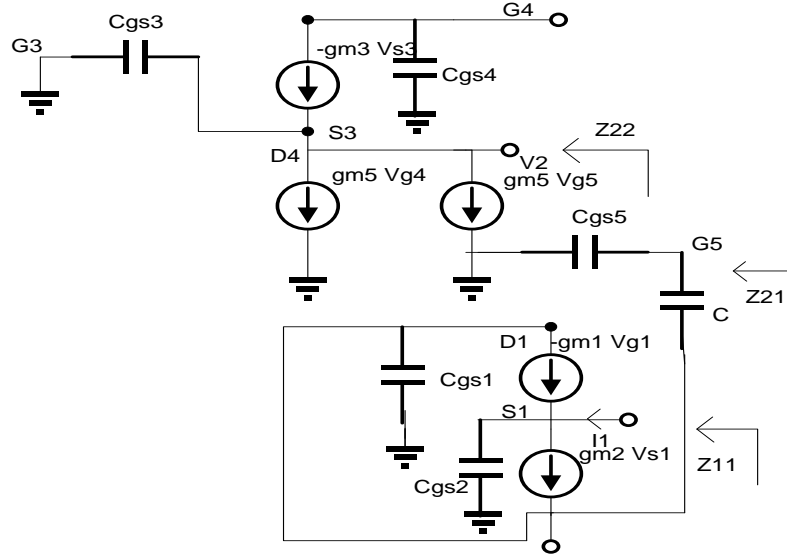 G4
Cgs3
G3
-gm3 Vs3
Cgs4
S3
Z22
D4
V2
gm5 Vg4
gm5 Vg5
Cgs5
G5
Z21
C
D1
-gm1 Vg1
Cgs1
S1
I1
gm2 Vs1
Z11
Cgs2